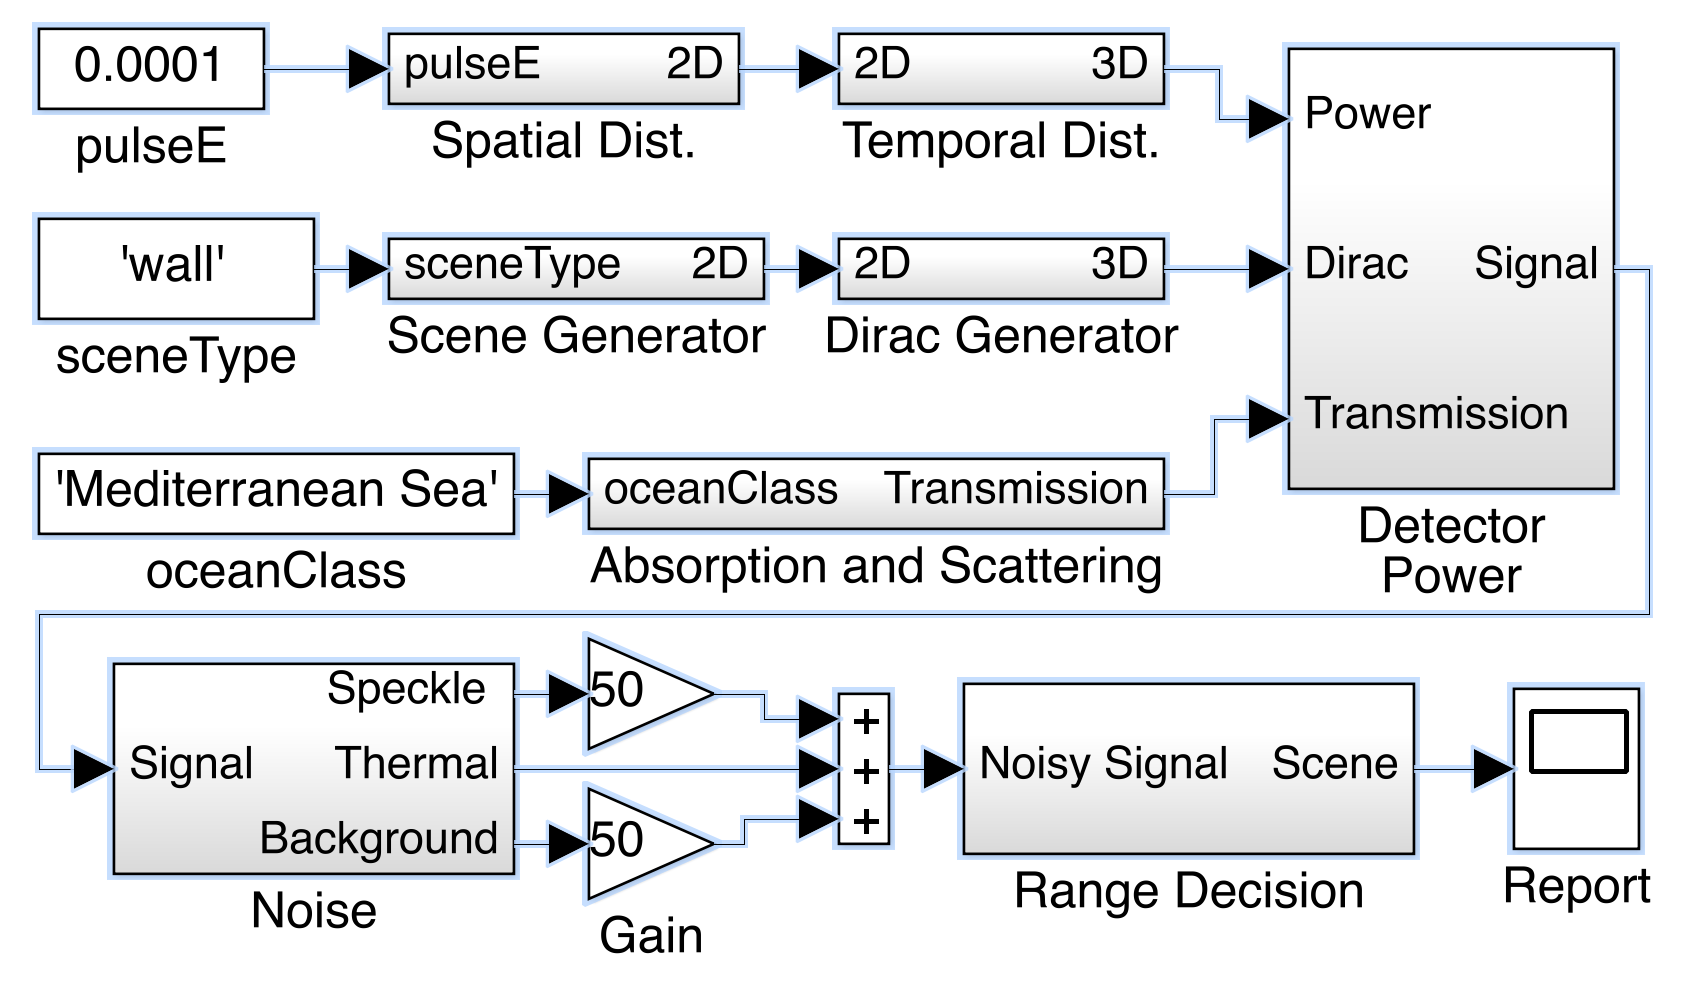 0.0001
pulseE
pulseE 2D
Spatial Dist.
2D 3D
Temporal Dist.
'wall'
sceneType
sceneType 2D
Scene Generator
2D 3D
Dirac Generator
'Mediterranean Sea'
oceanClass
oceanClass Transmission
Absorption and Scattering
Power
Dirac Signal
Transmission
Detector
Power
Speckle
Signal Thermal
Background
Noise
50
50
Gain
+
+
+
Noisy Signal Scene
Range Decision
Report